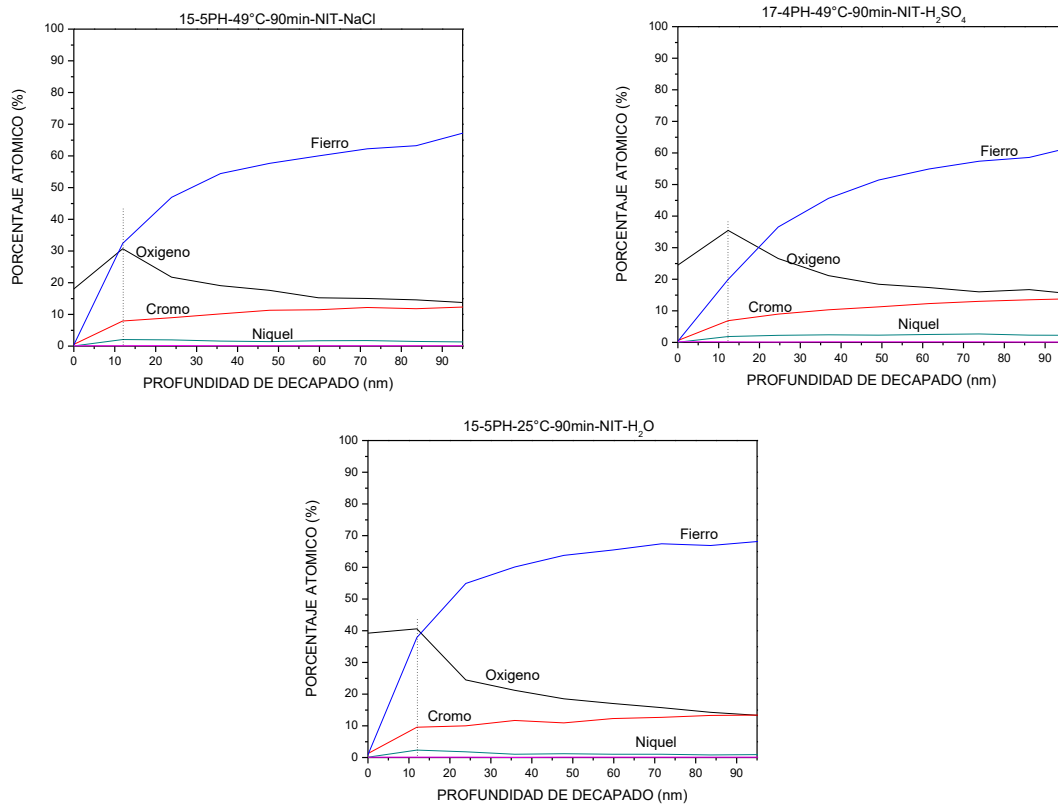 15-5PH-49°C-90min-NIT-NaCl
PORCENTAJE ATOMICO (%)
100
90
80
70
60
50
40
30
20
10
0
Fierro
Oxigeno
Cromo
Niquel
0 10 20 30 40 50 60 70 80 90
PROFUNDIDAD DE DECAPADO (nm)
17-4PH-49°C-90min-NIT-H₂SO₄
PORCENTAJE ATOMICO (%)
100
90
80
70
60
50
40
30
20
10
0
Fierro
Oxigeno
Cromo
Niquel
0 10 20 30 40 50 60 70 80 90
PROFUNDIDAD DE DECAPADO (nm)
15-5PH-25°C-90min-NIT-H₂O
PORCENTAJE ATOMICO (%)
100
90
80
70
60
50
40
30
20
10
0
Fierro
Oxigeno
Cromo
Niquel
0 10 20 30 40 50 60 70 80 90
PROFUNDIDAD DE DECAPADO (nm)